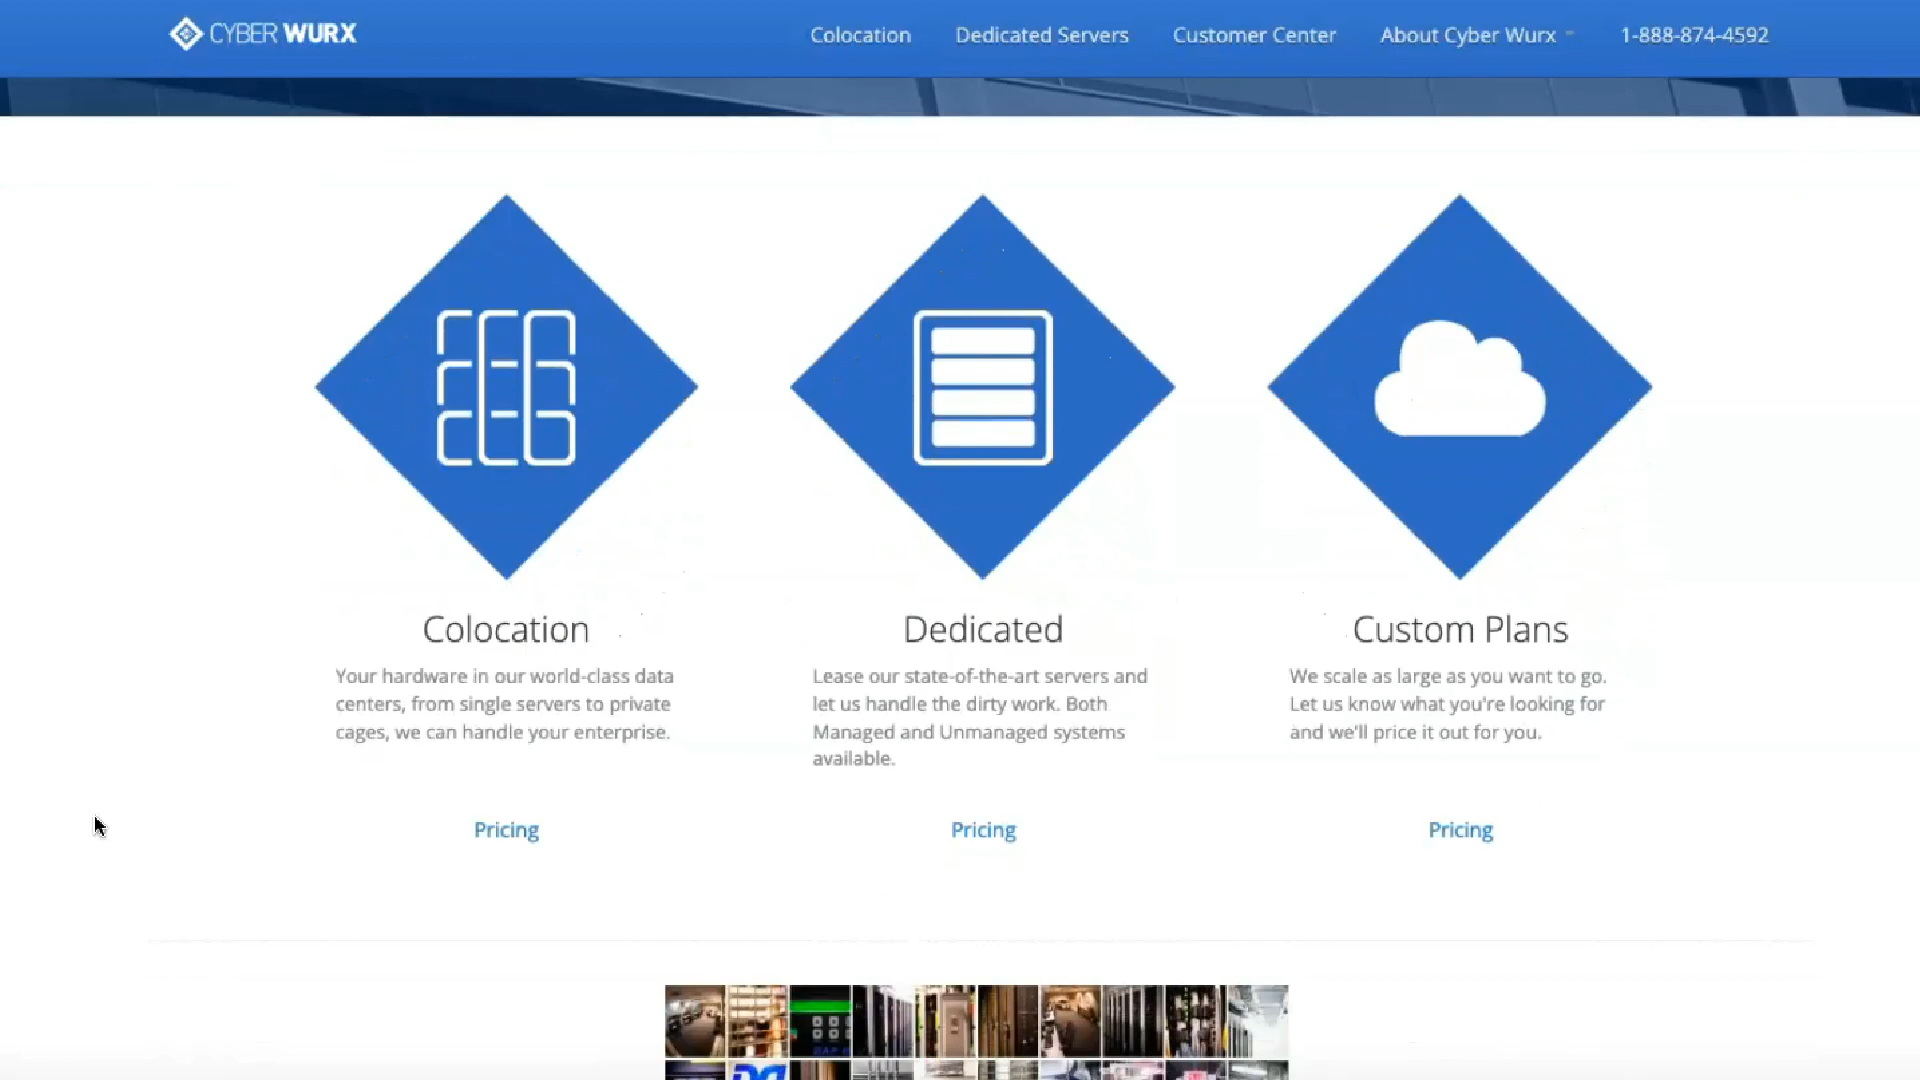 CYBER WURX
Colocation
Dedicated Servers
Customer Center
About Cyber Wurx
1-888-874-4592
Colocation
Your hardware in our world-class data
centers, from single servers to private
cages, we can handle your enterprise.
Pricing
Dedicated
Lease our state-of-the-art servers and
let us handle the dirty work. Both
Managed and Unmanaged systems
available.
Pricing
Custom Plans
We scale as large as you want to go.
Let us know what you're looking for
and we'll price it out for you.
Pricing